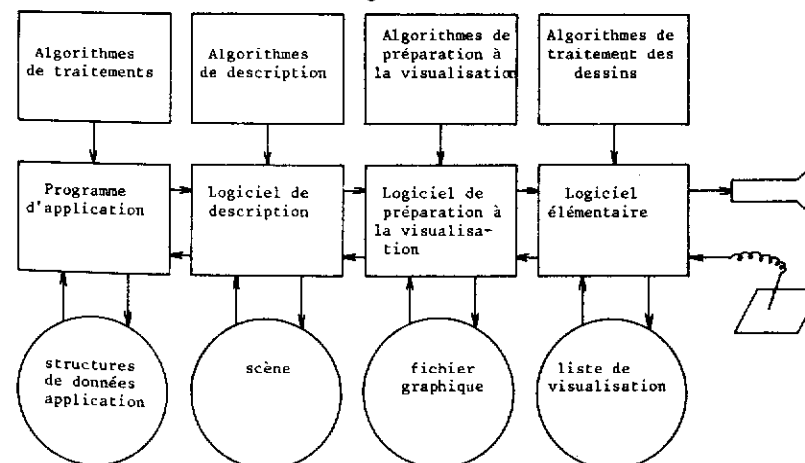 Algorithmes
de traitements
Algorithmes
de description
Algorithmes de
préparation à
la visualisation
Algorithmes de
traitement des
dessins
Programme
d'application
Logiciel de
description
Logiciel de
préparation à
la visualisa-
tion
Logiciel
élémentaire
structures
de données
application
scène
fichier
graphique
liste de
visualisation